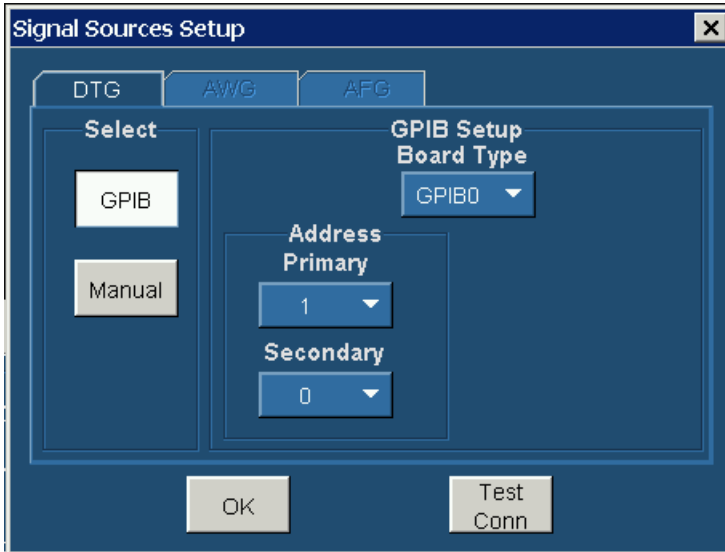 Signal Sources Setup
DTG AWG AFG
Select
GPIB
Manual
GPIB Setup
Board Type
GPIB0
Address
Primary
1
Secondary
0
OK
Test
Conn